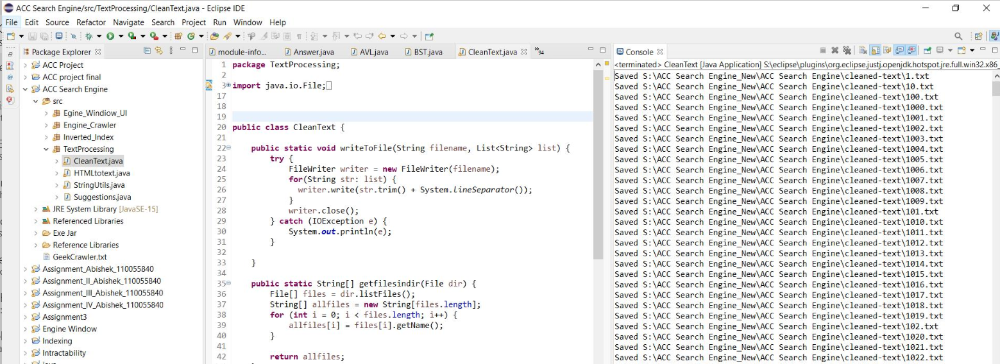 ACC Search Engine/src/TextProcessing/CleanText.java - Eclipse IDE
File Edit Source Refactor Navigate Search Project Run Window Help
Package Explorer
ACC Project
ACC project final
ACC Search Engine
src
Egine_Windiow_UI
Engine_Crawler
Inverted_Index
TextProcessing
CleanText.java
HTMLtotext.java
StringUtils.java
Suggestions.java
JRE System Library [JavaSE-15]
Referenced Libraries
Exe Jar
Reference Libraries
GeekCrawler.txt
Assignment_Abishek_110055840
Assignment_II_Abishek_110055840
Assignment_III_Abishek_110055840
Assignment_IV_Abishek_110055840
Assignment3
Engine Window
Indexing
Intractability
module-info... Answer.java AVL.java BST.java CleanText.java 94
1 package TextProcessing;
2
3 import java.io.File;
17
18
19
20 public class CleanText {
21
22 public static void writeToFile(String filename, List<String> list) {
23 try {
24 FileWriter writer = new FileWriter(filename);
25 for(String str: list) {
26 writer.write(str.trim() + System.lineSeparator());
27 }
28 writer.close();
29 } catch (IOException e) {
30 System.out.println(e);
31 }
32
33 }
34
35 public static String[] getfilesindir(File dir) {
36 File[] files = dir.listFiles();
37 String[] allfiles = new String[files.length];
38 for (int i = 0; i < files.length; i++) {
39 allfiles[i] = files[i].getName();
40 }
41
42 return allfiles;
Console
<terminated> CleanText [Java Application] S:\eclipse\plugins\org.eclipse.justj.openjdk.hotspot.jre.full.win32.x86_
Saved S:\ACC Search Engine_New\ACC Search Engine\cleaned-text\1.txt
Saved S:\ACC Search Engine_New\ACC Search Engine\cleaned-text\10.txt
Saved S:\ACC Search Engine_New\ACC Search Engine\cleaned-text\100.txt
Saved S:\ACC Search Engine_New\ACC Search Engine\cleaned-text\1000.txt
Saved S:\ACC Search Engine_New\ACC Search Engine\cleaned-text\1001.txt
Saved S:\ACC Search Engine_New\ACC Search Engine\cleaned-text\1002.txt
Saved S:\ACC Search Engine_New\ACC Search Engine\cleaned-text\1003.txt
Saved S:\ACC Search Engine_New\ACC Search Engine\cleaned-text\1004.txt
Saved S:\ACC Search Engine_New\ACC Search Engine\cleaned-text\1005.txt
Saved S:\ACC Search Engine_New\ACC Search Engine\cleaned-text\1006.txt
Saved S:\ACC Search Engine_New\ACC Search Engine\cleaned-text\1007.txt
Saved S:\ACC Search Engine_New\ACC Search Engine\cleaned-text\1008.txt
Saved S:\ACC Search Engine_New\ACC Search Engine\cleaned-text\1009.txt
Saved S:\ACC Search Engine_New\ACC Search Engine\cleaned-text\101.txt
Saved S:\ACC Search Engine_New\ACC Search Engine\cleaned-text\1010.txt
Saved S:\ACC Search Engine_New\ACC Search Engine\cleaned-text\1011.txt
Saved S:\ACC Search Engine_New\ACC Search Engine\cleaned-text\1012.txt
Saved S:\ACC Search Engine_New\ACC Search Engine\cleaned-text\1013.txt
Saved S:\ACC Search Engine_New\ACC Search Engine\cleaned-text\1014.txt
Saved S:\ACC Search Engine_New\ACC Search Engine\cleaned-text\1015.txt
Saved S:\ACC Search Engine_New\ACC Search Engine\cleaned-text\1016.txt
Saved S:\ACC Search Engine_New\ACC Search Engine\cleaned-text\1017.txt
Saved S:\ACC Search Engine_New\ACC Search Engine\cleaned-text\1018.txt
Saved S:\ACC Search Engine_New\ACC Search Engine\cleaned-text\1019.txt
Saved S:\ACC Search Engine_New\ACC Search Engine\cleaned-text\102.txt
Saved S:\ACC Search Engine_New\ACC Search Engine\cleaned-text\1020.txt
Saved S:\ACC Search Engine_New\ACC Search Engine\cleaned-text\1021.txt
Saved S:\ACC Search Engine_New\ACC Search Engine\cleaned-text\1022.txt